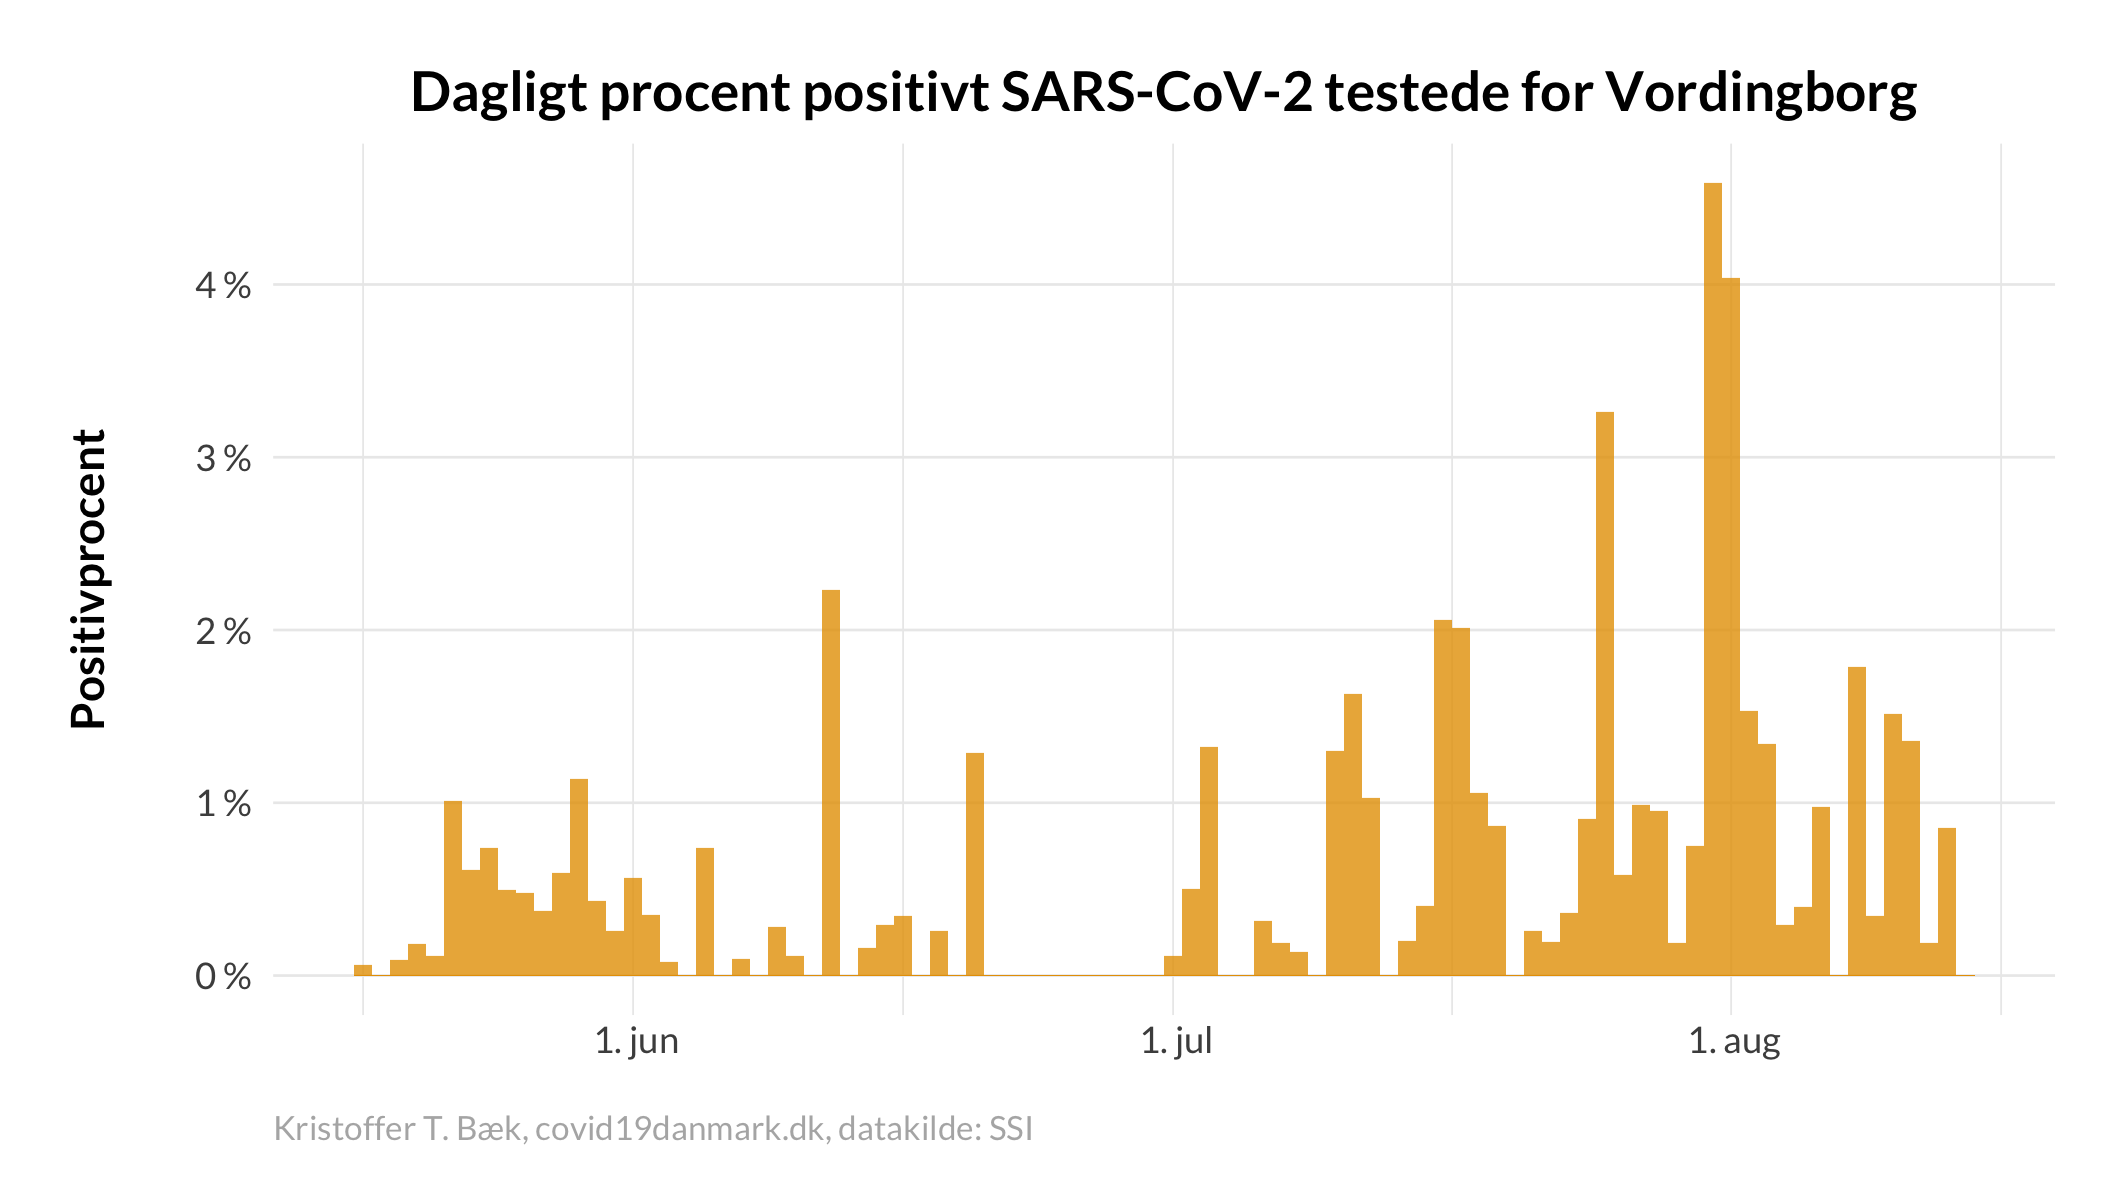 Dagligt procent positivt SARS-CoV-2 testede for Vordingborg
Positivprocent
4 %
3 %
2 %
1 %
0 %
1. jun
1. jul
1. aug
Kristoffer T. Bæk, covid19danmark.dk, datakilde: SSI